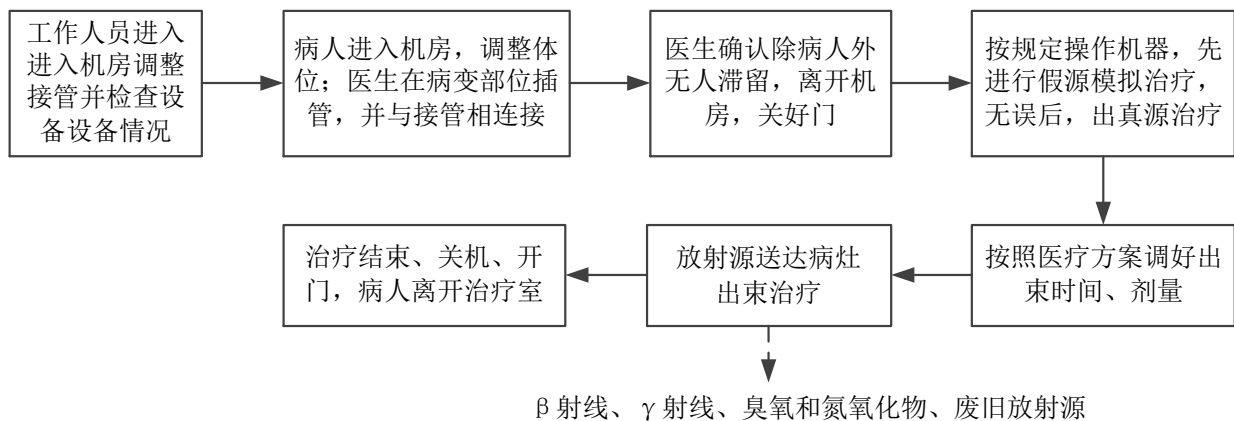 工作人员进入
进入机房调整
接管并检查设
备设备情况
病人进入机房，调整体
位；医生在病变部位插
管，并与接管相连接
医生确认除病人外
无人滞留，离开机
房，关好门
按规定操作机器，先
进行假源模拟治疗，
无误后，出真源治疗
按照医疗方案调好出
束时间、剂量
放射源送达病灶
出束治疗
治疗结束、关机、开
门，病人离开治疗室
β射线、γ射线、臭氧和氮氧化物、废旧放射源